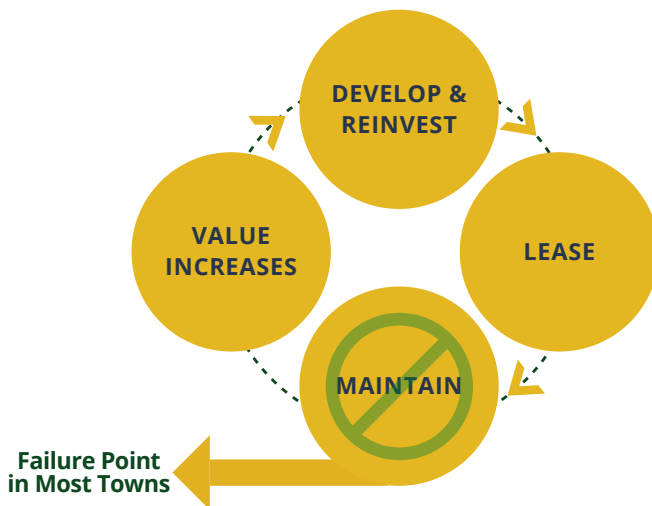 DEVELOP &
REINVEST
VALUE
INCREASES
LEASE
MAINTAIN
Failure Point
in Most Towns